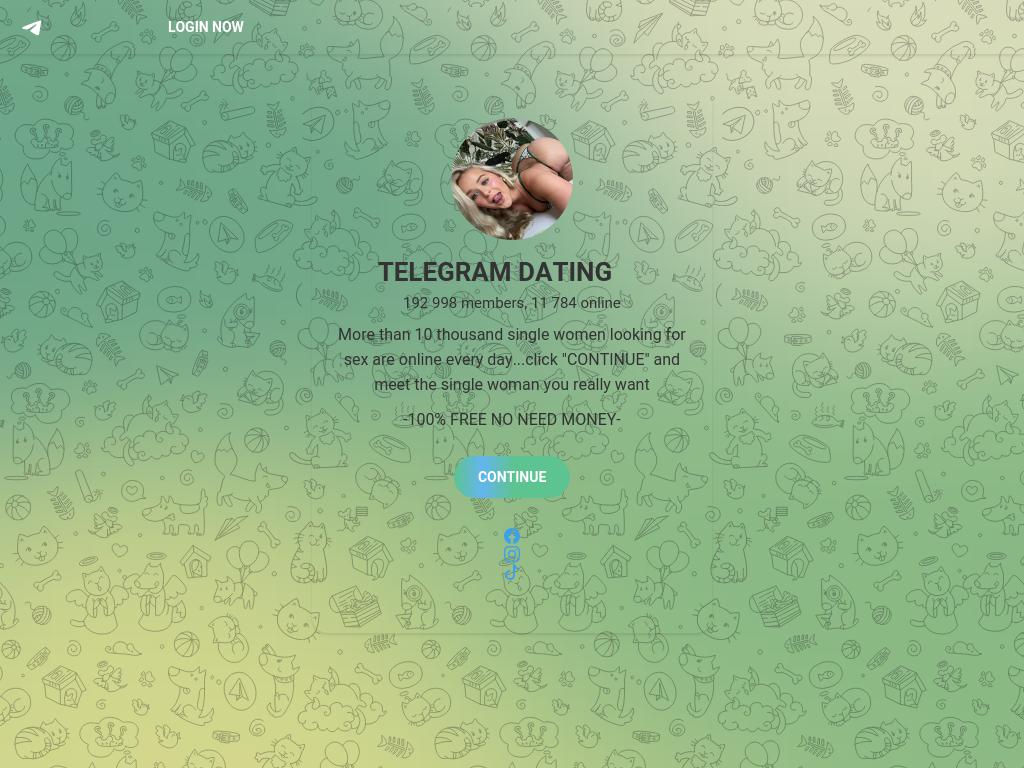 LOGIN NOW
TELEGRAM DATING
192 998 members, 11 784 online
More than 10 thousand single women looking for
sex are online every day...click "CONTINUE" and
meet the single woman you really want
-100% FREE NO NEED MONEY-
CONTINUE